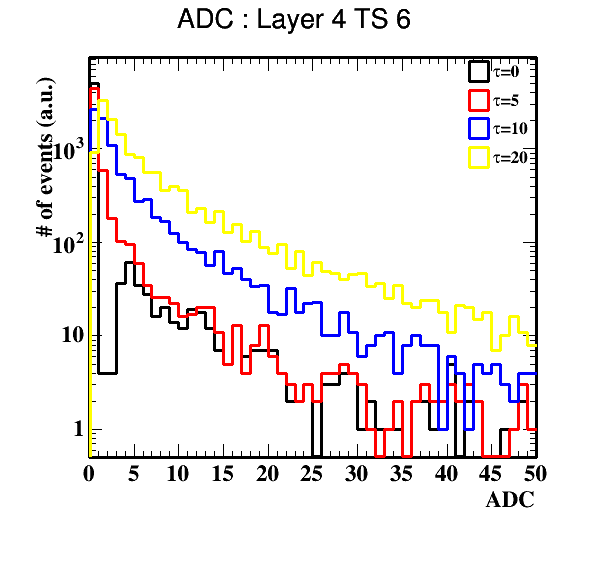 ADC : Layer 4 TS 6
# of events (a.u.)
τ=0
τ=5
τ=10
τ=20
10³
10²
10
1
0 5 10 15 20 25 30 35 40 45 50
ADC